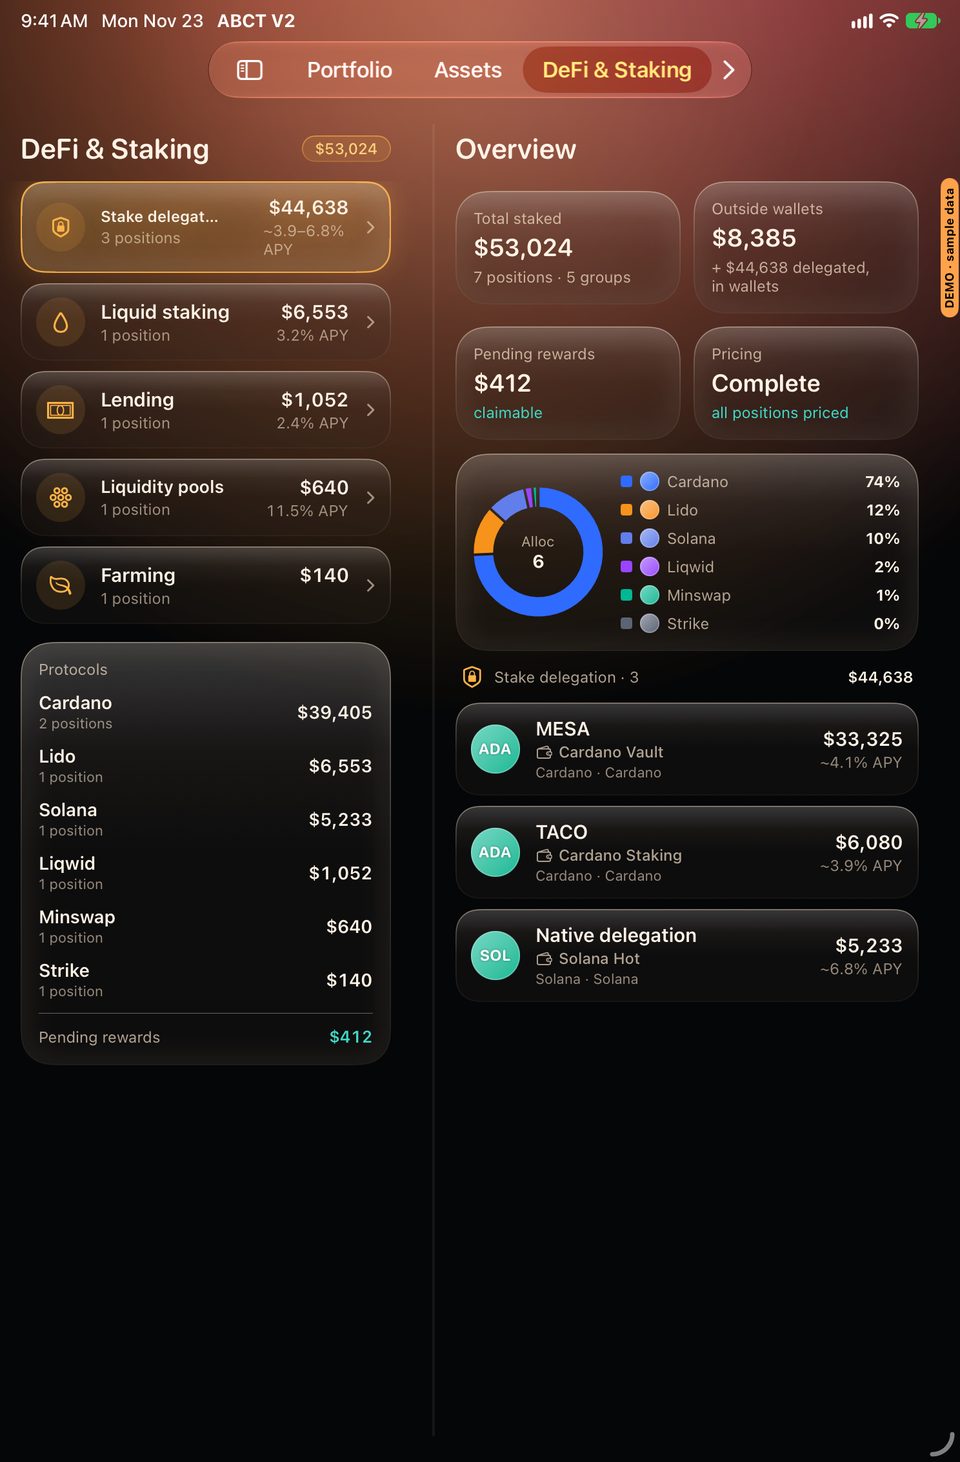 9:41 AM Mon Nov 23 ABCT V2
Portfolio Assets DeFi & Staking
DeFi & Staking $53,024
Stake delegat... $44,638
3 positions ~3.9–6.8% APY
Liquid staking $6,553
1 position 3.2% APY
Lending $1,052
1 position 2.4% APY
Liquidity pools $640
1 position 11.5% APY
Farming $140
1 position
Protocols
Cardano $39,405
2 positions
Lido $6,553
1 position
Solana $5,233
1 position
Liqwid $1,052
1 position
Minswap $640
1 position
Strike $140
1 position
Pending rewards $412
Overview
Total staked
$53,024
7 positions · 5 groups
Outside wallets
$8,385
+ $44,638 delegated,
in wallets
Pending rewards
$412
claimable
Pricing
Complete
all positions priced
Alloc
6
Cardano 74%
Lido 12%
Solana 10%
Liqwid 2%
Minswap 1%
Strike 0%
Stake delegation · 3 $44,638
ADA
MESA
Cardano Vault
Cardano · Cardano
$33,325
~4.1% APY
ADA
TACO
Cardano Staking
Cardano · Cardano
$6,080
~3.9% APY
SOL
Native delegation
Solana Hot
Solana · Solana
$5,233
~6.8% APY
DEMO · sample data